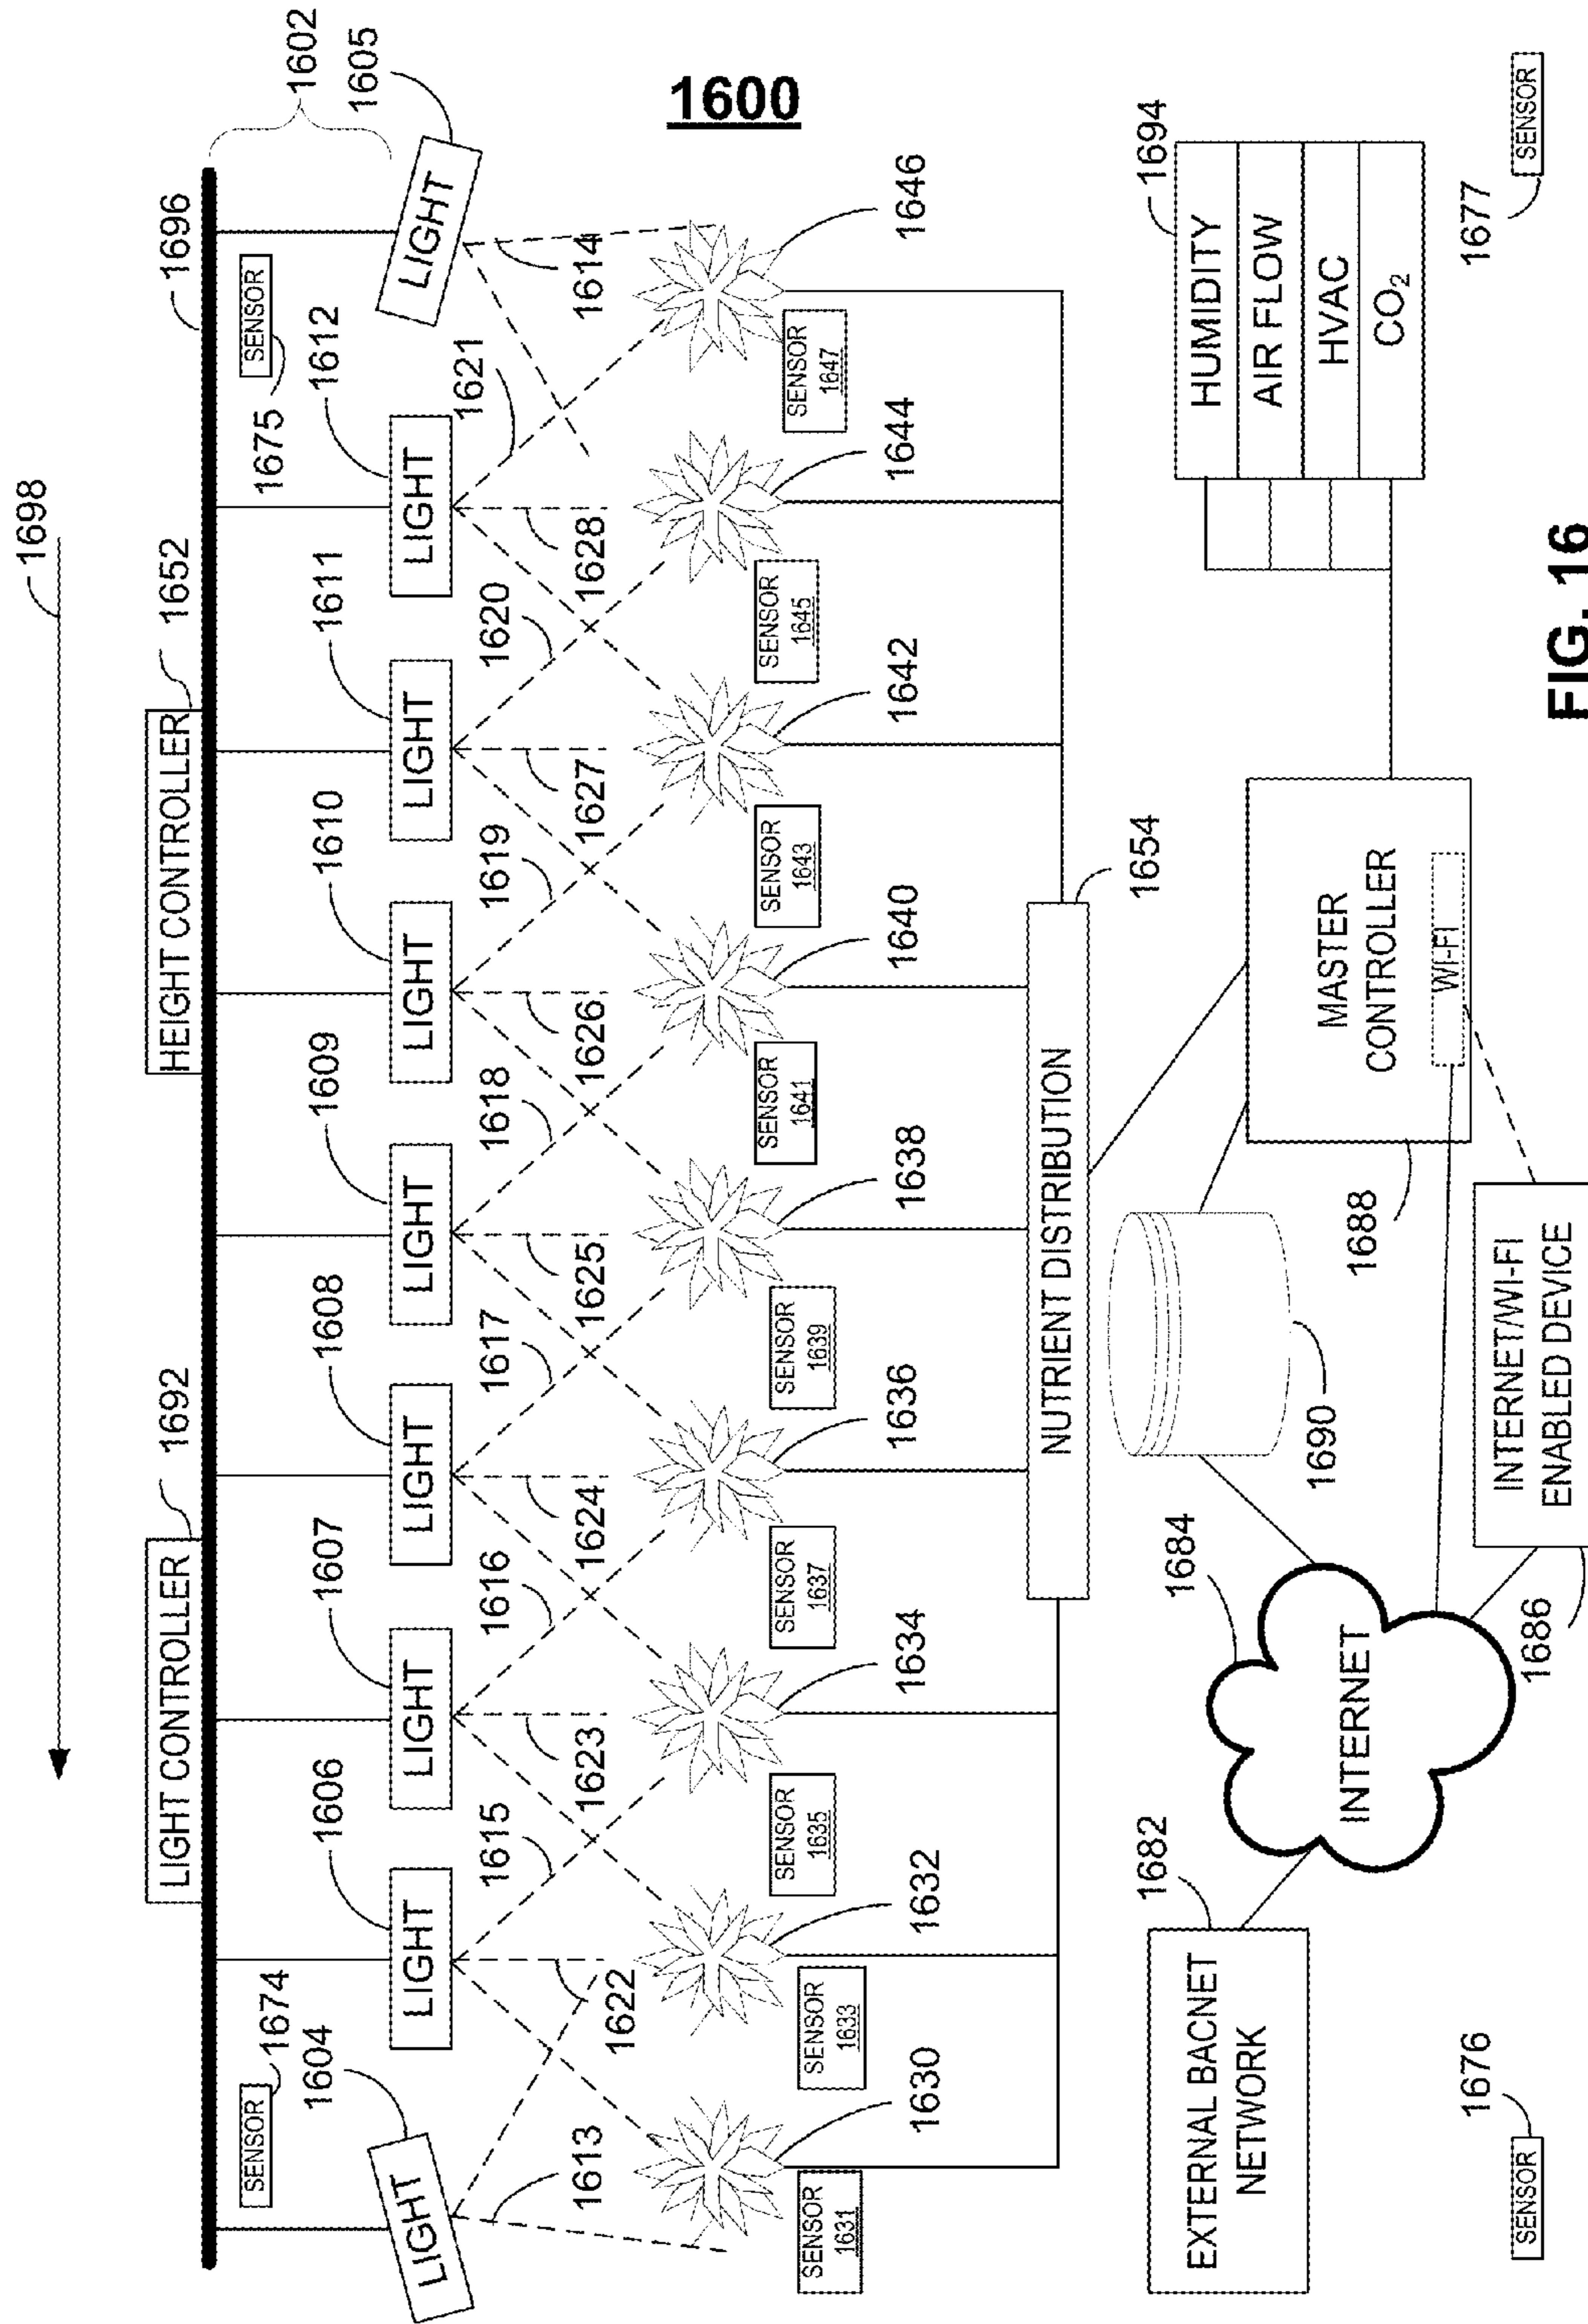 1698
LIGHT CONTROLLER
1692
HEIGHT CONTROLLER
1652
1696
1602
1605
SENSOR
1674
1604
SENSOR
1675
1606
1607
1608
1609
1610
1611
1612
LIGHT
LIGHT
LIGHT
LIGHT
LIGHT
LIGHT
LIGHT
LIGHT
LIGHT
1613
1622
1615
1623
1616
1624
1617
1625
1618
1626
1619
1627
1620
1628
1621
1614
1600
SENSOR
1631
SENSOR
1633
SENSOR
1635
SENSOR
1637
SENSOR
1639
SENSOR
1641
SENSOR
1643
SENSOR
1645
SENSOR
1647
1630
1632
1634
1636
1638
1640
1642
1644
1646
NUTRIENT DISTRIBUTION
1654
EXTERNAL BACNET
NETWORK
1682
INTERNET
1684
1690
MASTER
CONTROLLER
WI-FI
1688
HUMIDITY
AIR FLOW
HVAC
CO₂
1694
INTERNET/WI-FI
ENABLED DEVICE
1686
SENSOR
1676
SENSOR
1677
FIG. 16